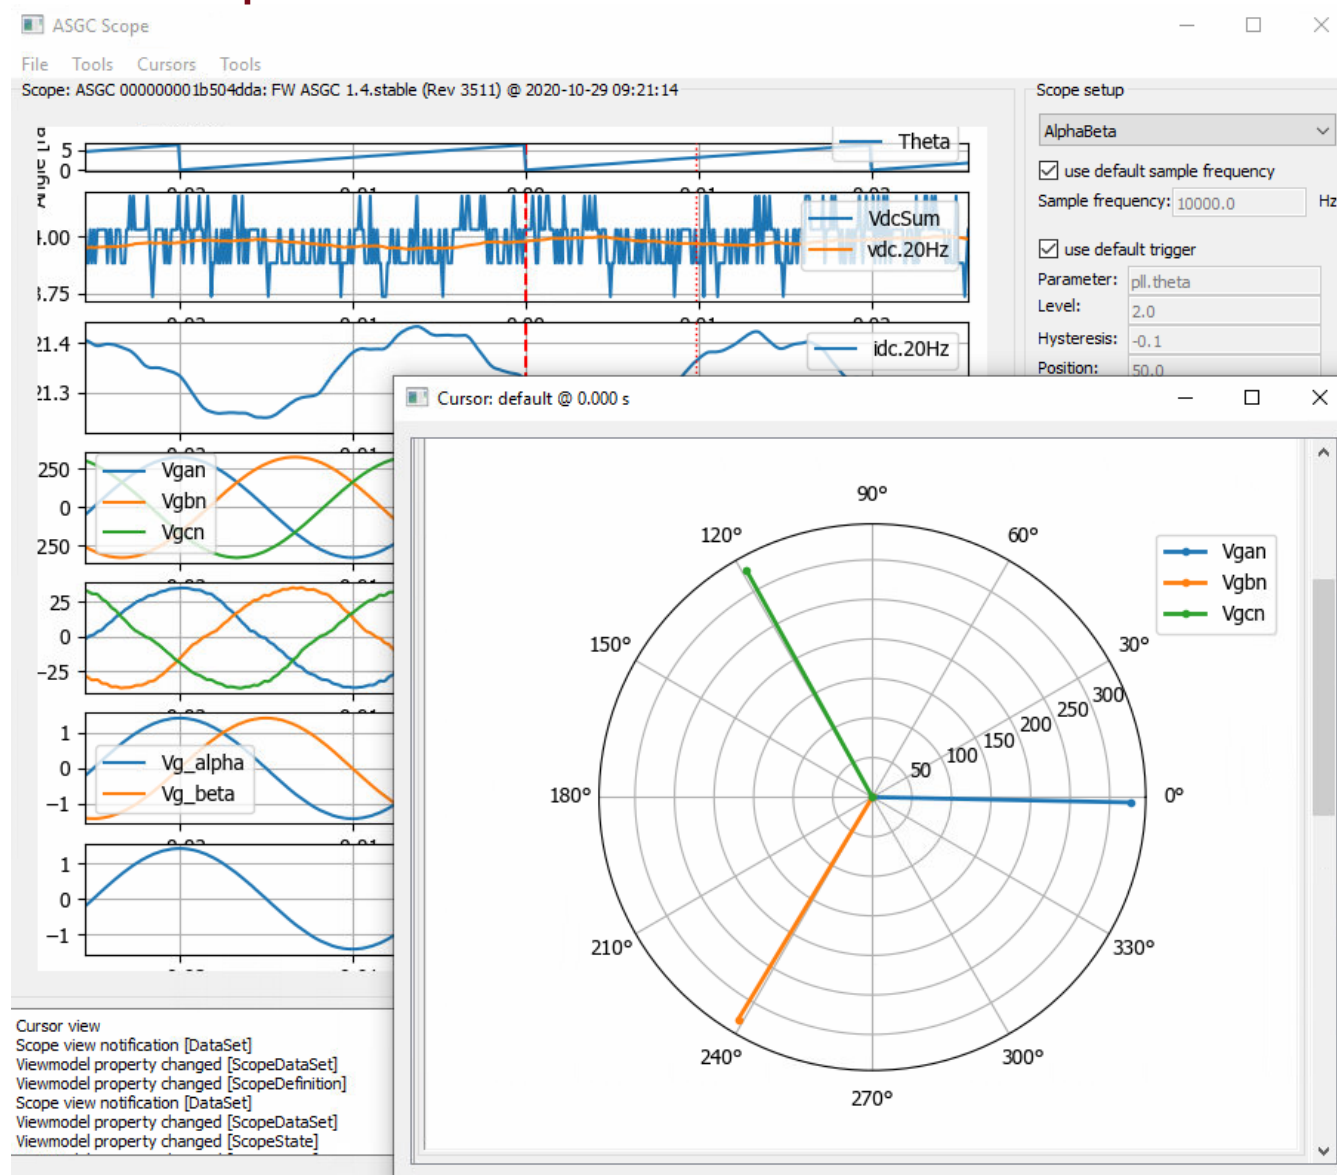 ASGC Scope
File Tools Cursors Tools
Scope: ASGC 000000001b504dda: FW ASGC 1.4.stable (Rev 3511) @ 2020-10-29 09:21:14
5
0
Theta
VdcSum
vdc.20Hz
21.4
21.3
idc.20Hz
250
0
250
Vgan
Vgbn
Vgcn
25
0
−25
1
0
−1
Vg_alpha
Vg_beta
1
0
−1
Scope setup
AlphaBeta
use default sample frequency
Sample frequency: 10000.0 Hz
use default trigger
Parameter: pll.theta
Level: 2.0
Hysteresis: -0.1
Position: 50.0
Cursor: default @ 0.000 s
90°
120° 60°
150° 30°
180° 0°
210° 330°
240° 300°
270°
50
100
150
200
250
300
Vgan
Vgbn
Vgcn
Cursor view
Scope view notification [DataSet]
Viewmodel property changed [ScopeDataSet]
Viewmodel property changed [ScopeDefinition]
Scope view notification [DataSet]
Viewmodel property changed [ScopeDataSet]
Viewmodel property changed [ScopeState]